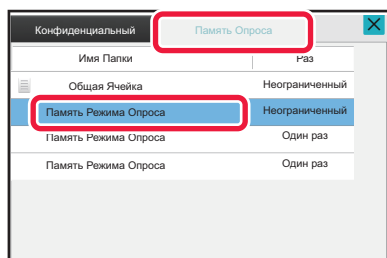 Конфиденциальный Память Опроса
Имя Папки Раз
Общая Ячейка Неограниченный
Память Режима Опроса Неограниченный
Память Режима Опроса Один раз
Память Режима Опроса Один раз